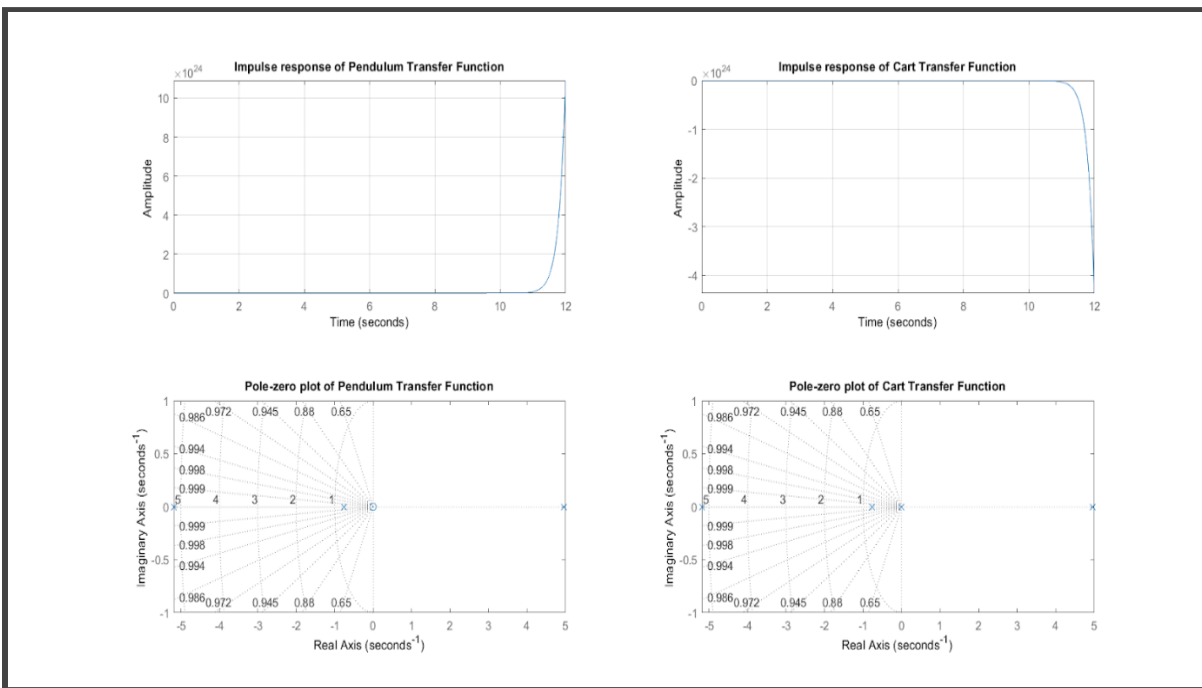 Impulse response of Pendulum Transfer Function
×10^24
10
8
6
4
2
0
Amplitude
0 2 4 6 8 10 12
Time (seconds)
Impulse response of Cart Transfer Function
×10^24
0
-1
-2
-3
-4
Amplitude
0 2 4 6 8 10 12
Time (seconds)
Pole-zero plot of Pendulum Transfer Function
1
0.5
0
-0.5
-1
Imaginary Axis (seconds^-1)
0.986 0.972 0.945 0.88 0.65
0.994
0.998
0.999
5 4 3 2 1
0.999
0.998
0.994
0.986 0.972 0.945 0.88 0.65
-5 -4 -3 -2 -1 0 1 2 3 4 5
Real Axis (seconds^-1)
Pole-zero plot of Cart Transfer Function
1
0.5
0
-0.5
-1
Imaginary Axis (seconds^-1)
0.986 0.972 0.945 0.88 0.65
0.994
0.998
0.999
5 4 3 2 1
0.999
0.998
0.994
0.986 0.972 0.945 0.88 0.65
-5 -4 -3 -2 -1 0 1 2 3 4 5
Real Axis (seconds^-1)